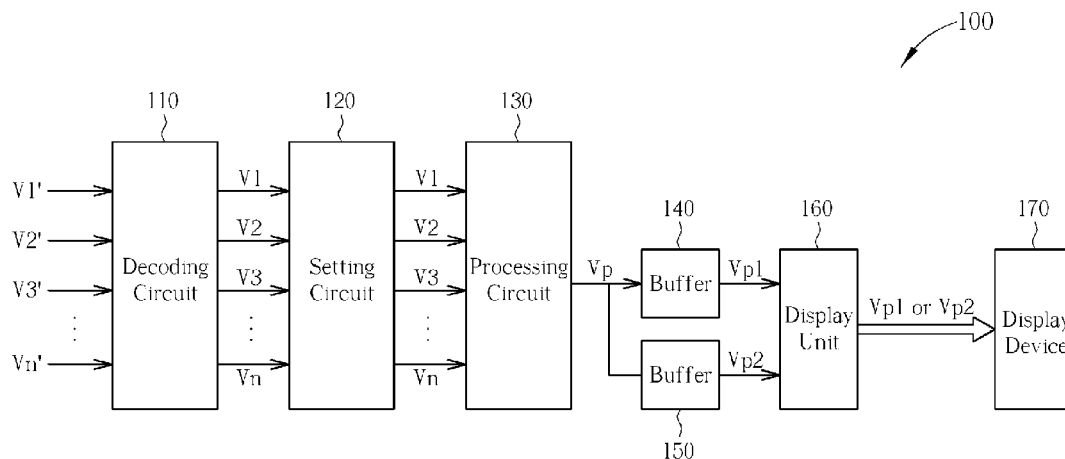 100
110
120
130
V1'
V2'
V3'
⋮
Vn'
Decoding
Circuit
V1
V2
V3
⋮
Vn
Setting
Circuit
V1
V2
V3
⋮
Vn
Processing
Circuit
Vp
140
Buffer
Vp1
Buffer
150
Vp2
160
Display
Unit
Vp1 or Vp2
170
Display
Device